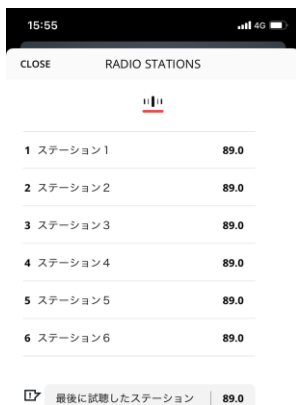 15:55 4G
CLOSE RADIO STATIONS
1 ステーション1 89.0
2 ステーション2 89.0
3 ステーション3 89.0
4 ステーション4 89.0
5 ステーション5 89.0
6 ステーション6 89.0
最後に試聴したステーション 89.0